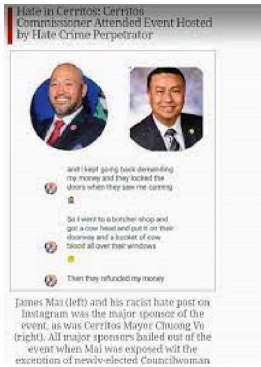 Hate in Cerritos: Cerritos
Commissioner Attended Event Hosted
by Hate Crime Perpetrator
and I kept going back demanding
my money and they locked the
doors when they saw me coming
So I went to a butcher shop and
got a cow head and put it on their
doorway and a bucket of cow
blood all over their windows
Then they refunded my money
James Mai (left) and his racist hate post on
Instagram was the major sponsor of the
event, as was Cerritos Mayor Chuong Vo
(right). All major sponsors bailed out of the
event when Mai was exposed wit the
exception of newly-elected Councilwoman